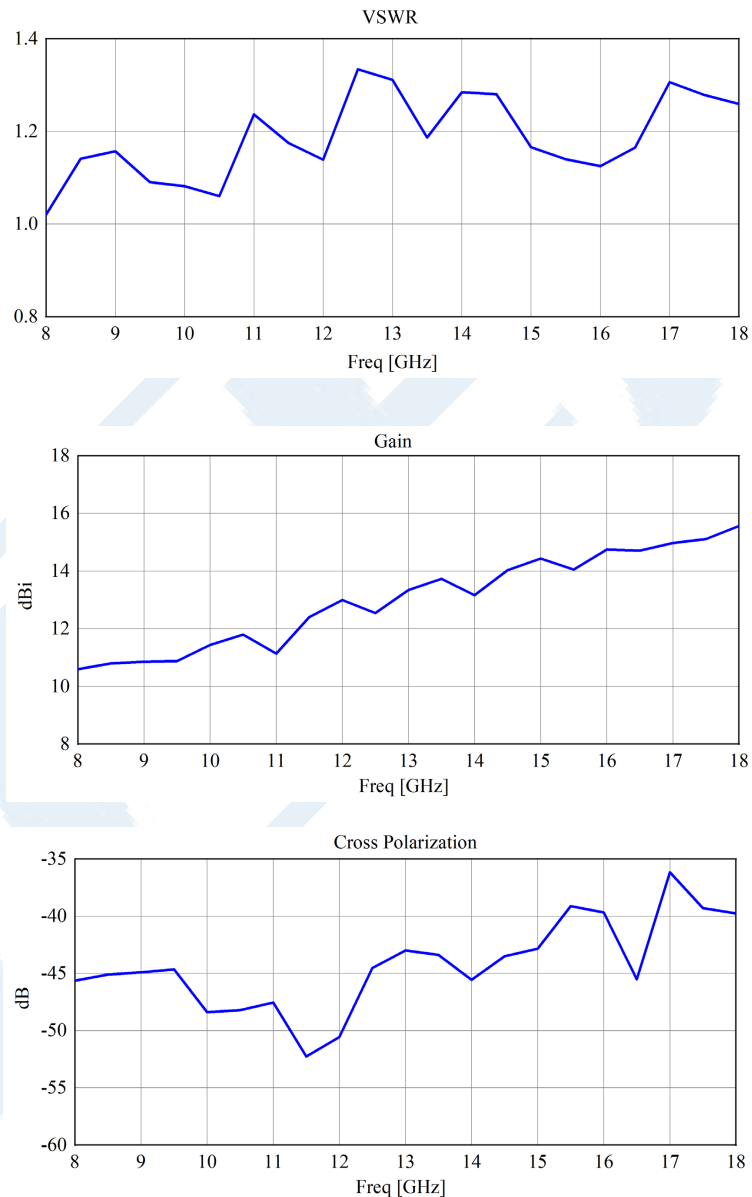 VSWR
1.4
1.2
1.0
0.8
8 9 10 11 12 13 14 15 16 17 18
Freq [GHz]
Gain
18
16
14
12
10
8
dBi
8 9 10 11 12 13 14 15 16 17 18
Freq [GHz]
Cross Polarization
-35
-40
-45
-50
-55
-60
dB
8 9 10 11 12 13 14 15 16 17 18
Freq [GHz]